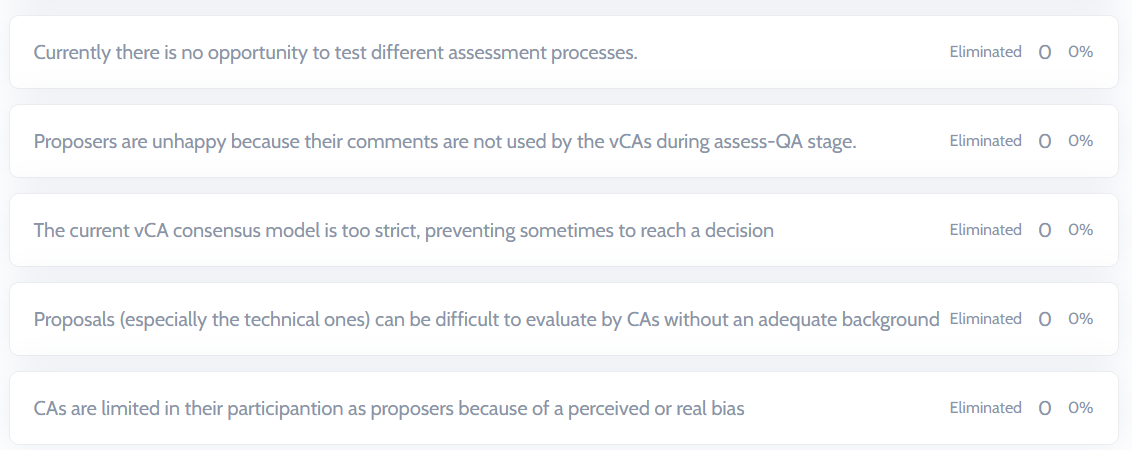 Currently there is no opportunity to test different assessment processes. Eliminated 0 0%
Proposers are unhappy because their comments are not used by the vCAs during assess-QA stage. Eliminated 0 0%
The current vCA consensus model is too strict, preventing sometimes to reach a decision Eliminated 0 0%
Proposals (especially the technical ones) can be difficult to evaluate by CAs without an adequate background Eliminated 0 0%
CAs are limited in their participantion as proposers because of a perceived or real bias Eliminated 0 0%